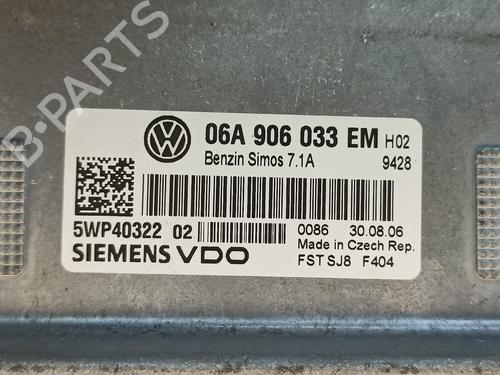 06A 906 033 EM H02
Benzin Simos 7.1A 9428
5WP40322 02
0086 30.08.06
Made in Czech Rep.
SIEMENS VDO
FST SJ8 F404